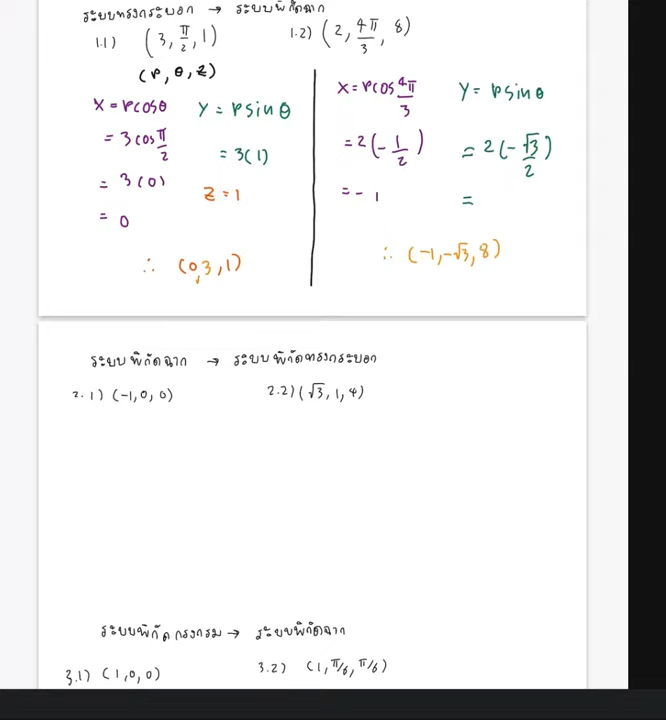 ระบบทรงกระบอก → ระบบพิกัดฉาก
1.1) (3, π/2, 1)
(r, θ, z)
x = rcosθ
= 3 cos π/2
= 3 (0)
= 0
y = rsin θ
= 3(1)
z = 1
∴ (0,3,1)
1.2) (2, 4π/3, 8)
x = rcos 4π/3
= 2(-1/2)
= - 1
y = rsin θ
= 2(-√3/2)
=
∴ (-1,-√3,8)
ระบบพิกัดฉาก → ระบบพิกัดทรงกระบอก
2.1) (-1,0,0)
2.2) (√3, 1, 4)
ระบบพิกัดทรงกรม → ระบบพิกัดฉาก
3.1) (1,0,0)
3.2) (1, π/6, π/6)